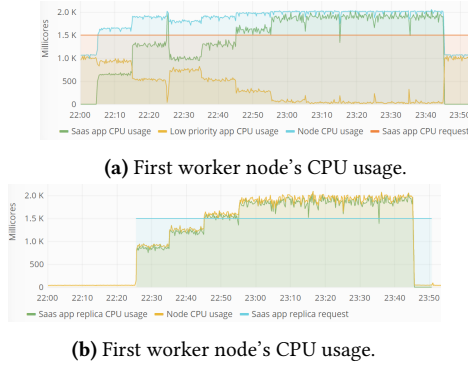 2.0 K
1.5 K
1.0 K
500
0
Millicores
22:00 22:10 22:20 22:30 22:40 22:50 23:00 23:10 23:20 23:30 23:40 23:50
Saas app CPU usage Low priority app CPU usage Node CPU usage Saas app CPU request
(a) First worker node's CPU usage.
2.0 K
1.5 K
1.0 K
500
0
Millicores
22:00 22:10 22:20 22:30 22:40 22:50 23:00 23:10 23:20 23:30 23:40 23:50
Saas app replica CPU usage Node CPU usage Saas app replica request
(b) First worker node's CPU usage.